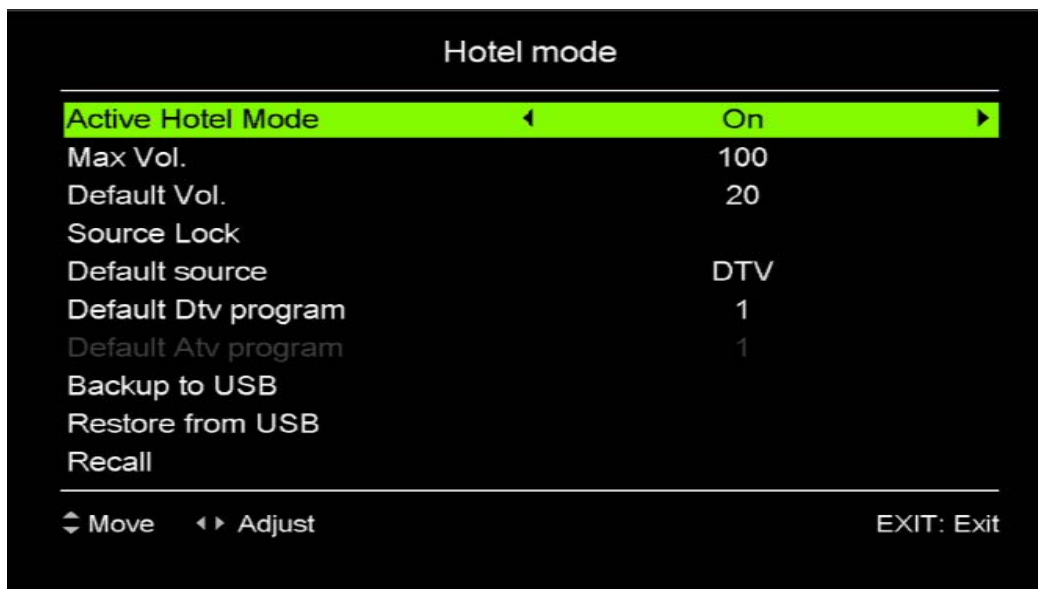 Hotel mode
Active Hotel Mode On
Max Vol. 100
Default Vol. 20
Source Lock
Default source DTV
Default Dtv program 1
Default Atv program 1
Backup to USB
Restore from USB
Recall
Move Adjust EXIT: Exit